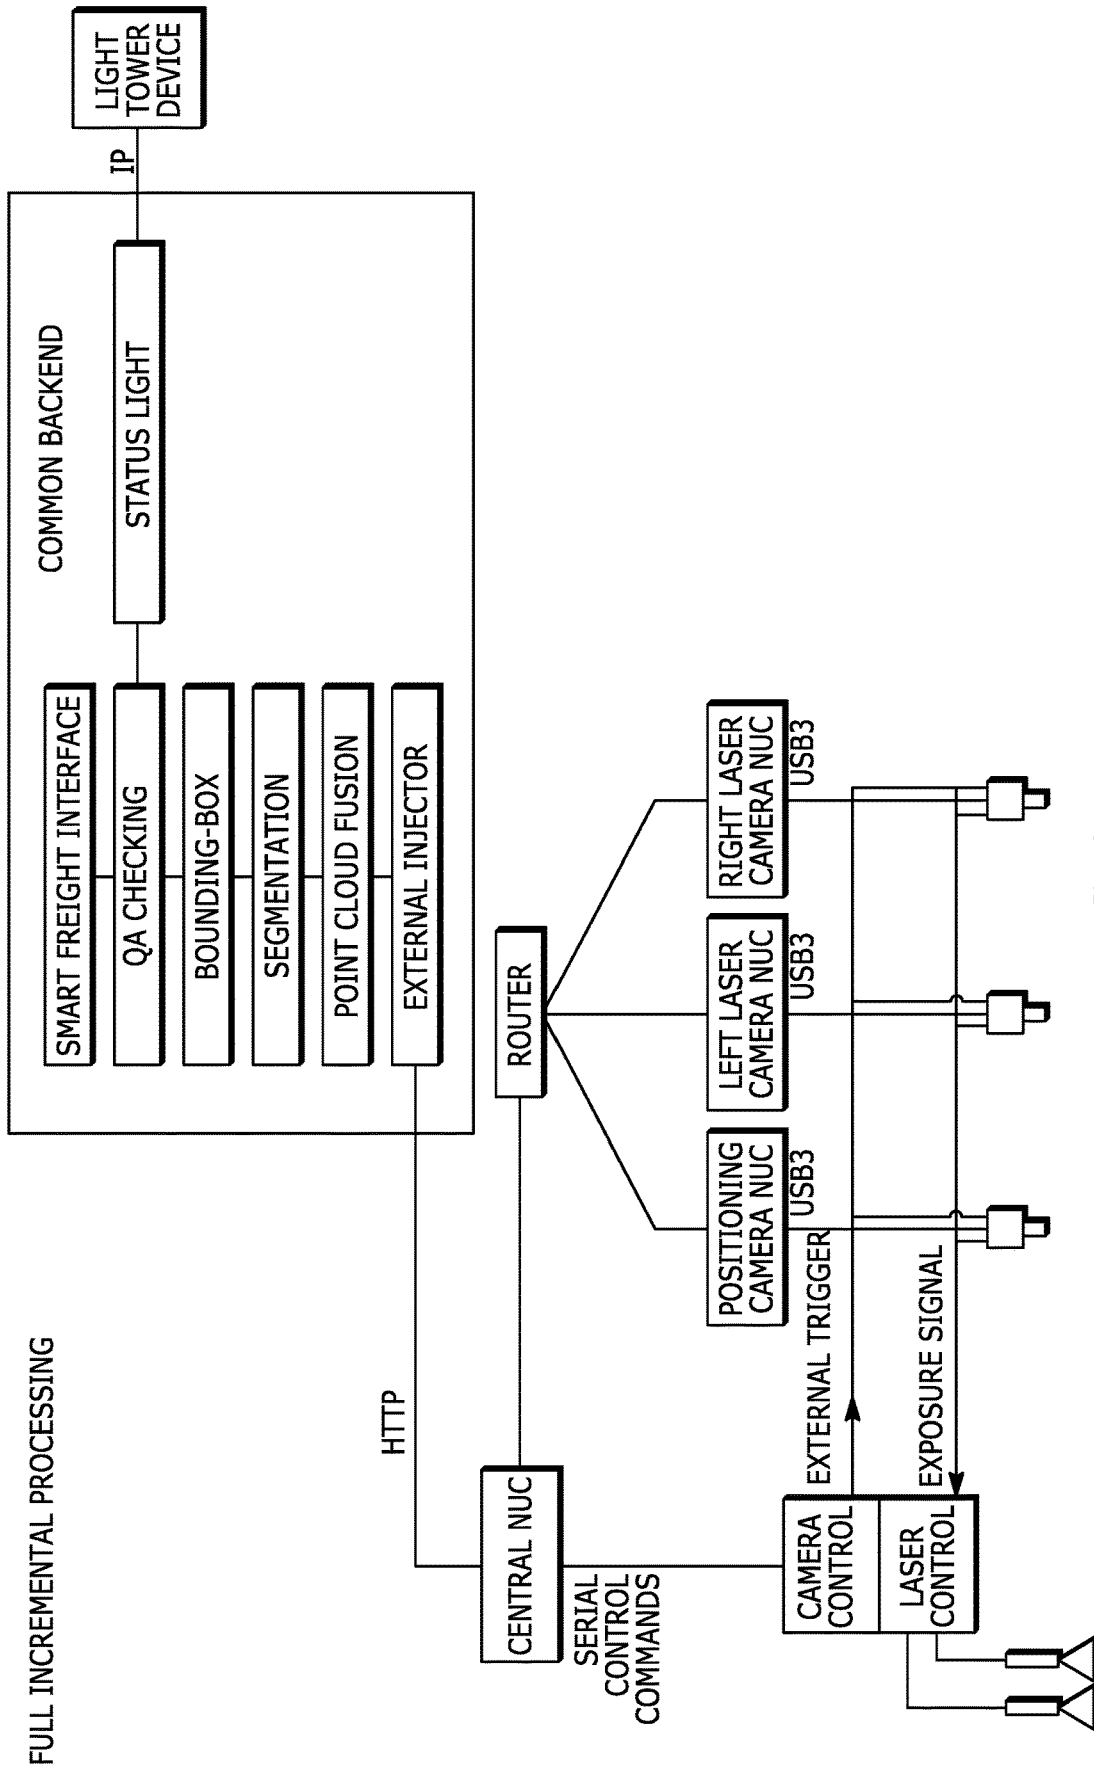 FULL INCREMENTAL PROCESSING
COMMON BACKEND
SMART FREIGHT INTERFACE
QA CHECKING
BOUNDING-BOX
SEGMENTATION
POINT CLOUD FUSION
EXTERNAL INJECTOR
STATUS LIGHT
IP
LIGHT
TOWER
DEVICE
HTTP
CENTRAL NUC
ROUTER
SERIAL
CONTROL
COMMANDS
POSITIONING
CAMERA NUC
USB3
LEFT LASER
CAMERA NUC
USB3
RIGHT LASER
CAMERA NUC
USB3
CAMERA
CONTROL
EXTERNAL TRIGGER
LASER
CONTROL
EXPOSURE SIGNAL